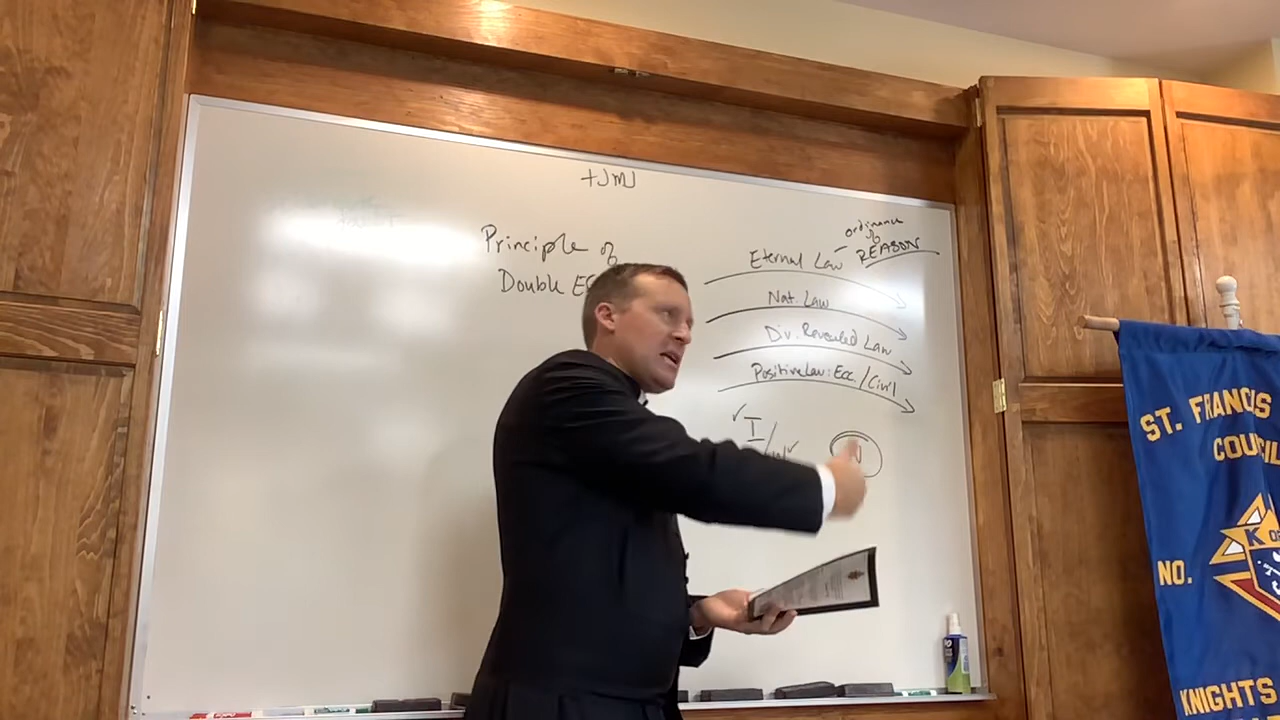 +JMJ
Principle of
Double
ordinance
of
Eternal Law - REASON
Nat. Law
Div. Revealed Law
Positive Law: Ecc. / Civil
I
ST. FRANCIS
COUNCIL
NO.
K OF
KNIGHTS